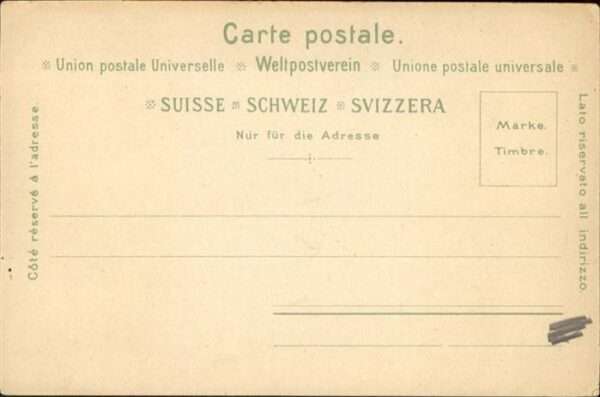 Carte postale.
Union postale Universelle Weltpostverein Unione postale universale
SUISSE SCHWEIZ SVIZZERA
Nur für die Adresse
Marke.
Timbre.
Côté réservé à l'adresse.
Lato riservato all indirizzo.